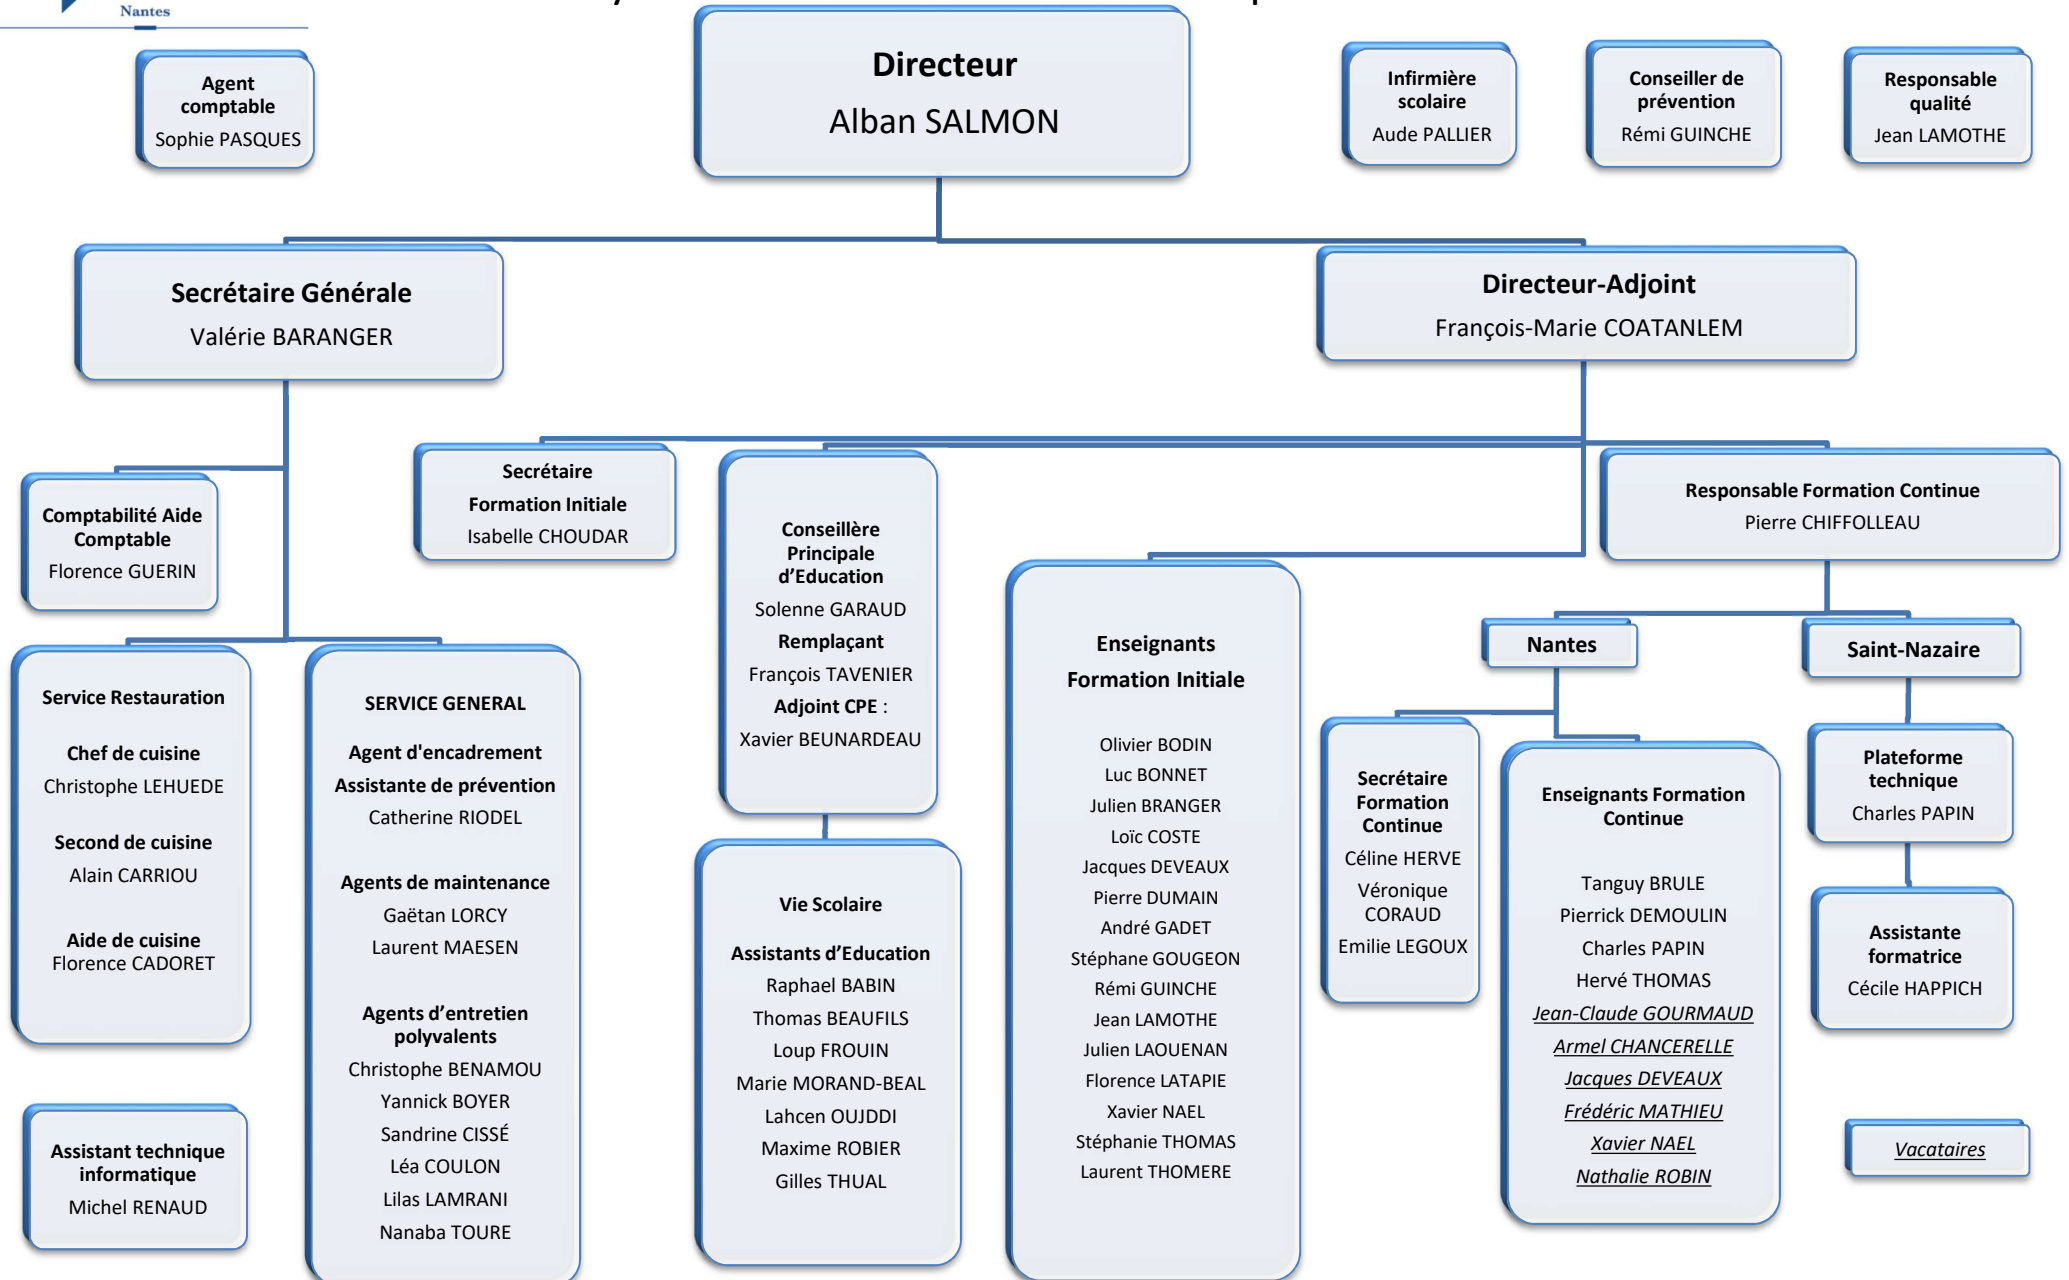 Nantes
Agent
comptable
Sophie PASQUES
Directeur
Alban SALMON
Infirmière
scolaire
Aude PALLIER
Conseiller de
prévention
Rémi GUINCHE
Responsable
qualité
Jean LAMOTHE
Secrétaire Générale
Valérie BARANGER
Directeur-Adjoint
François-Marie COATANLEM
Comptabilité Aide
Comptable
Florence GUERIN
Secrétaire
Formation Initiale
Isabelle CHOUDAR
Conseillère
Principale
d’Education
Solenne GARAUD
Remplaçant
François TAVENIER
Adjoint CPE :
Xavier BEUNARDEAU
Responsable Formation Continue
Pierre CHIFFOLLEAU
Service Restauration
Chef de cuisine
Christophe LEHUEDE
Second de cuisine
Alain CARRIOU
Aide de cuisine
Florence CADORET
SERVICE GENERAL
Agent d'encadrement
Assistante de prévention
Catherine RIODEL
Agents de maintenance
Gaëtan LORCY
Laurent MAESEN
Agents d’entretien
polyvalents
Christophe BENAMOU
Yannick BOYER
Sandrine CISSÉ
Léa COULON
Lilas LAMRANI
Nanaba TOURE
Vie Scolaire
Assistants d’Education
Raphael BABIN
Thomas BEAUFILS
Loup FROUIN
Marie MORAND-BEAL
Lahcen OUJDDI
Maxime ROBIER
Gilles THUAL
Enseignants
Formation Initiale
Olivier BODIN
Luc BONNET
Julien BRANGER
Loïc COSTE
Jacques DEVEAUX
Pierre DUMAIN
André GADET
Stéphane GOUGEON
Rémi GUINCHE
Jean LAMOTHE
Julien LAOUENAN
Florence LATAPIE
Xavier NAEL
Stéphanie THOMAS
Laurent THOMERE
Nantes
Saint-Nazaire
Secrétaire
Formation
Continue
Céline HERVE
Véronique
CORAUD
Emilie LEGOUX
Enseignants Formation
Continue
Tanguy BRULE
Pierrick DEMOULIN
Charles PAPIN
Hervé THOMAS
Jean-Claude GOURMAUD
Armel CHANCERELLE
Jacques DEVEAUX
Frédéric MATHIEU
Xavier NAEL
Nathalie ROBIN
Plateforme
technique
Charles PAPIN
Assistante
formatrice
Cécile HAPPICH
Assistant technique
informatique
Michel RENAUD
Vacataires